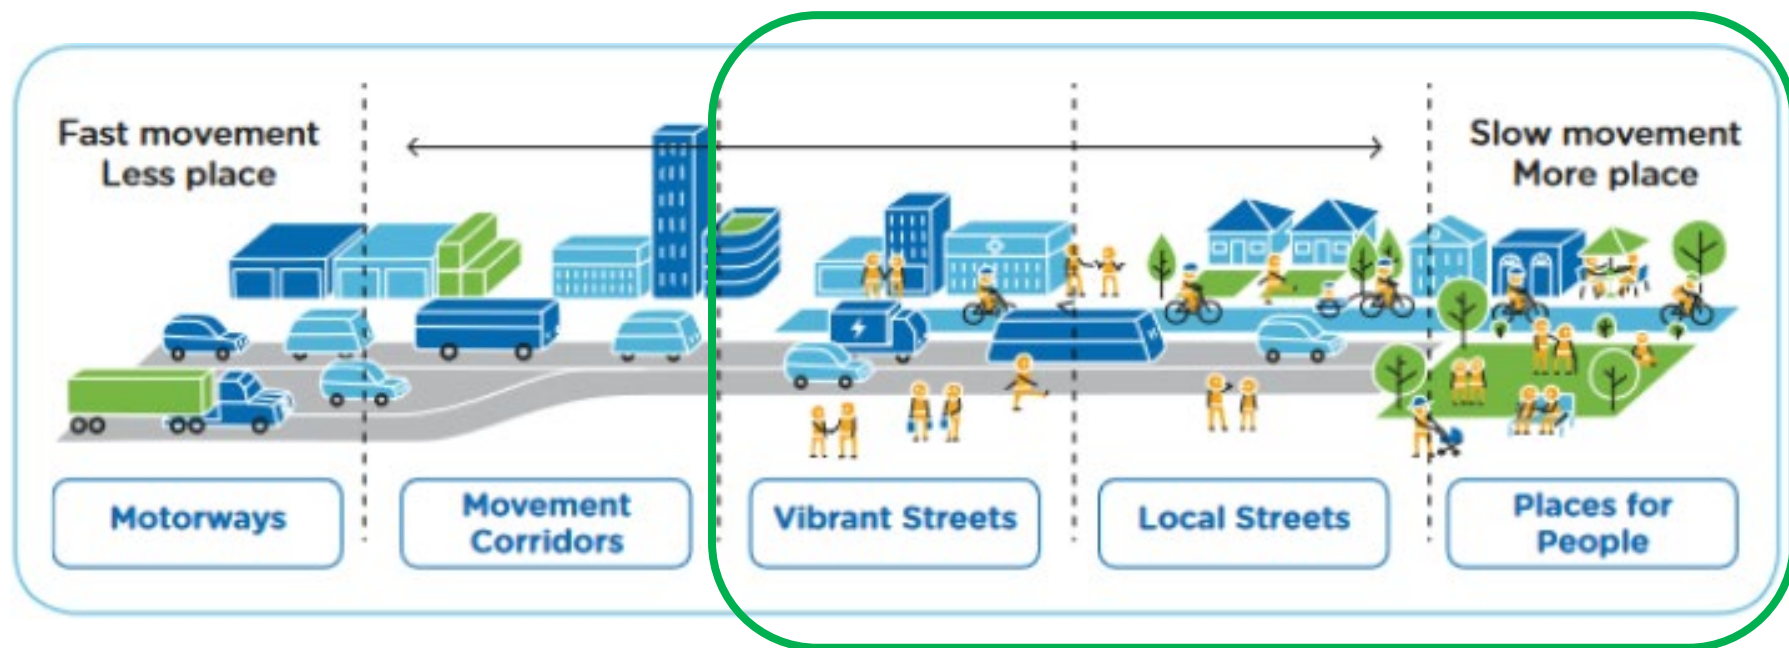 Fast movement
Less place
Slow movement
More place
Motorways
Movement
Corridors
Vibrant Streets
Local Streets
Places for
People